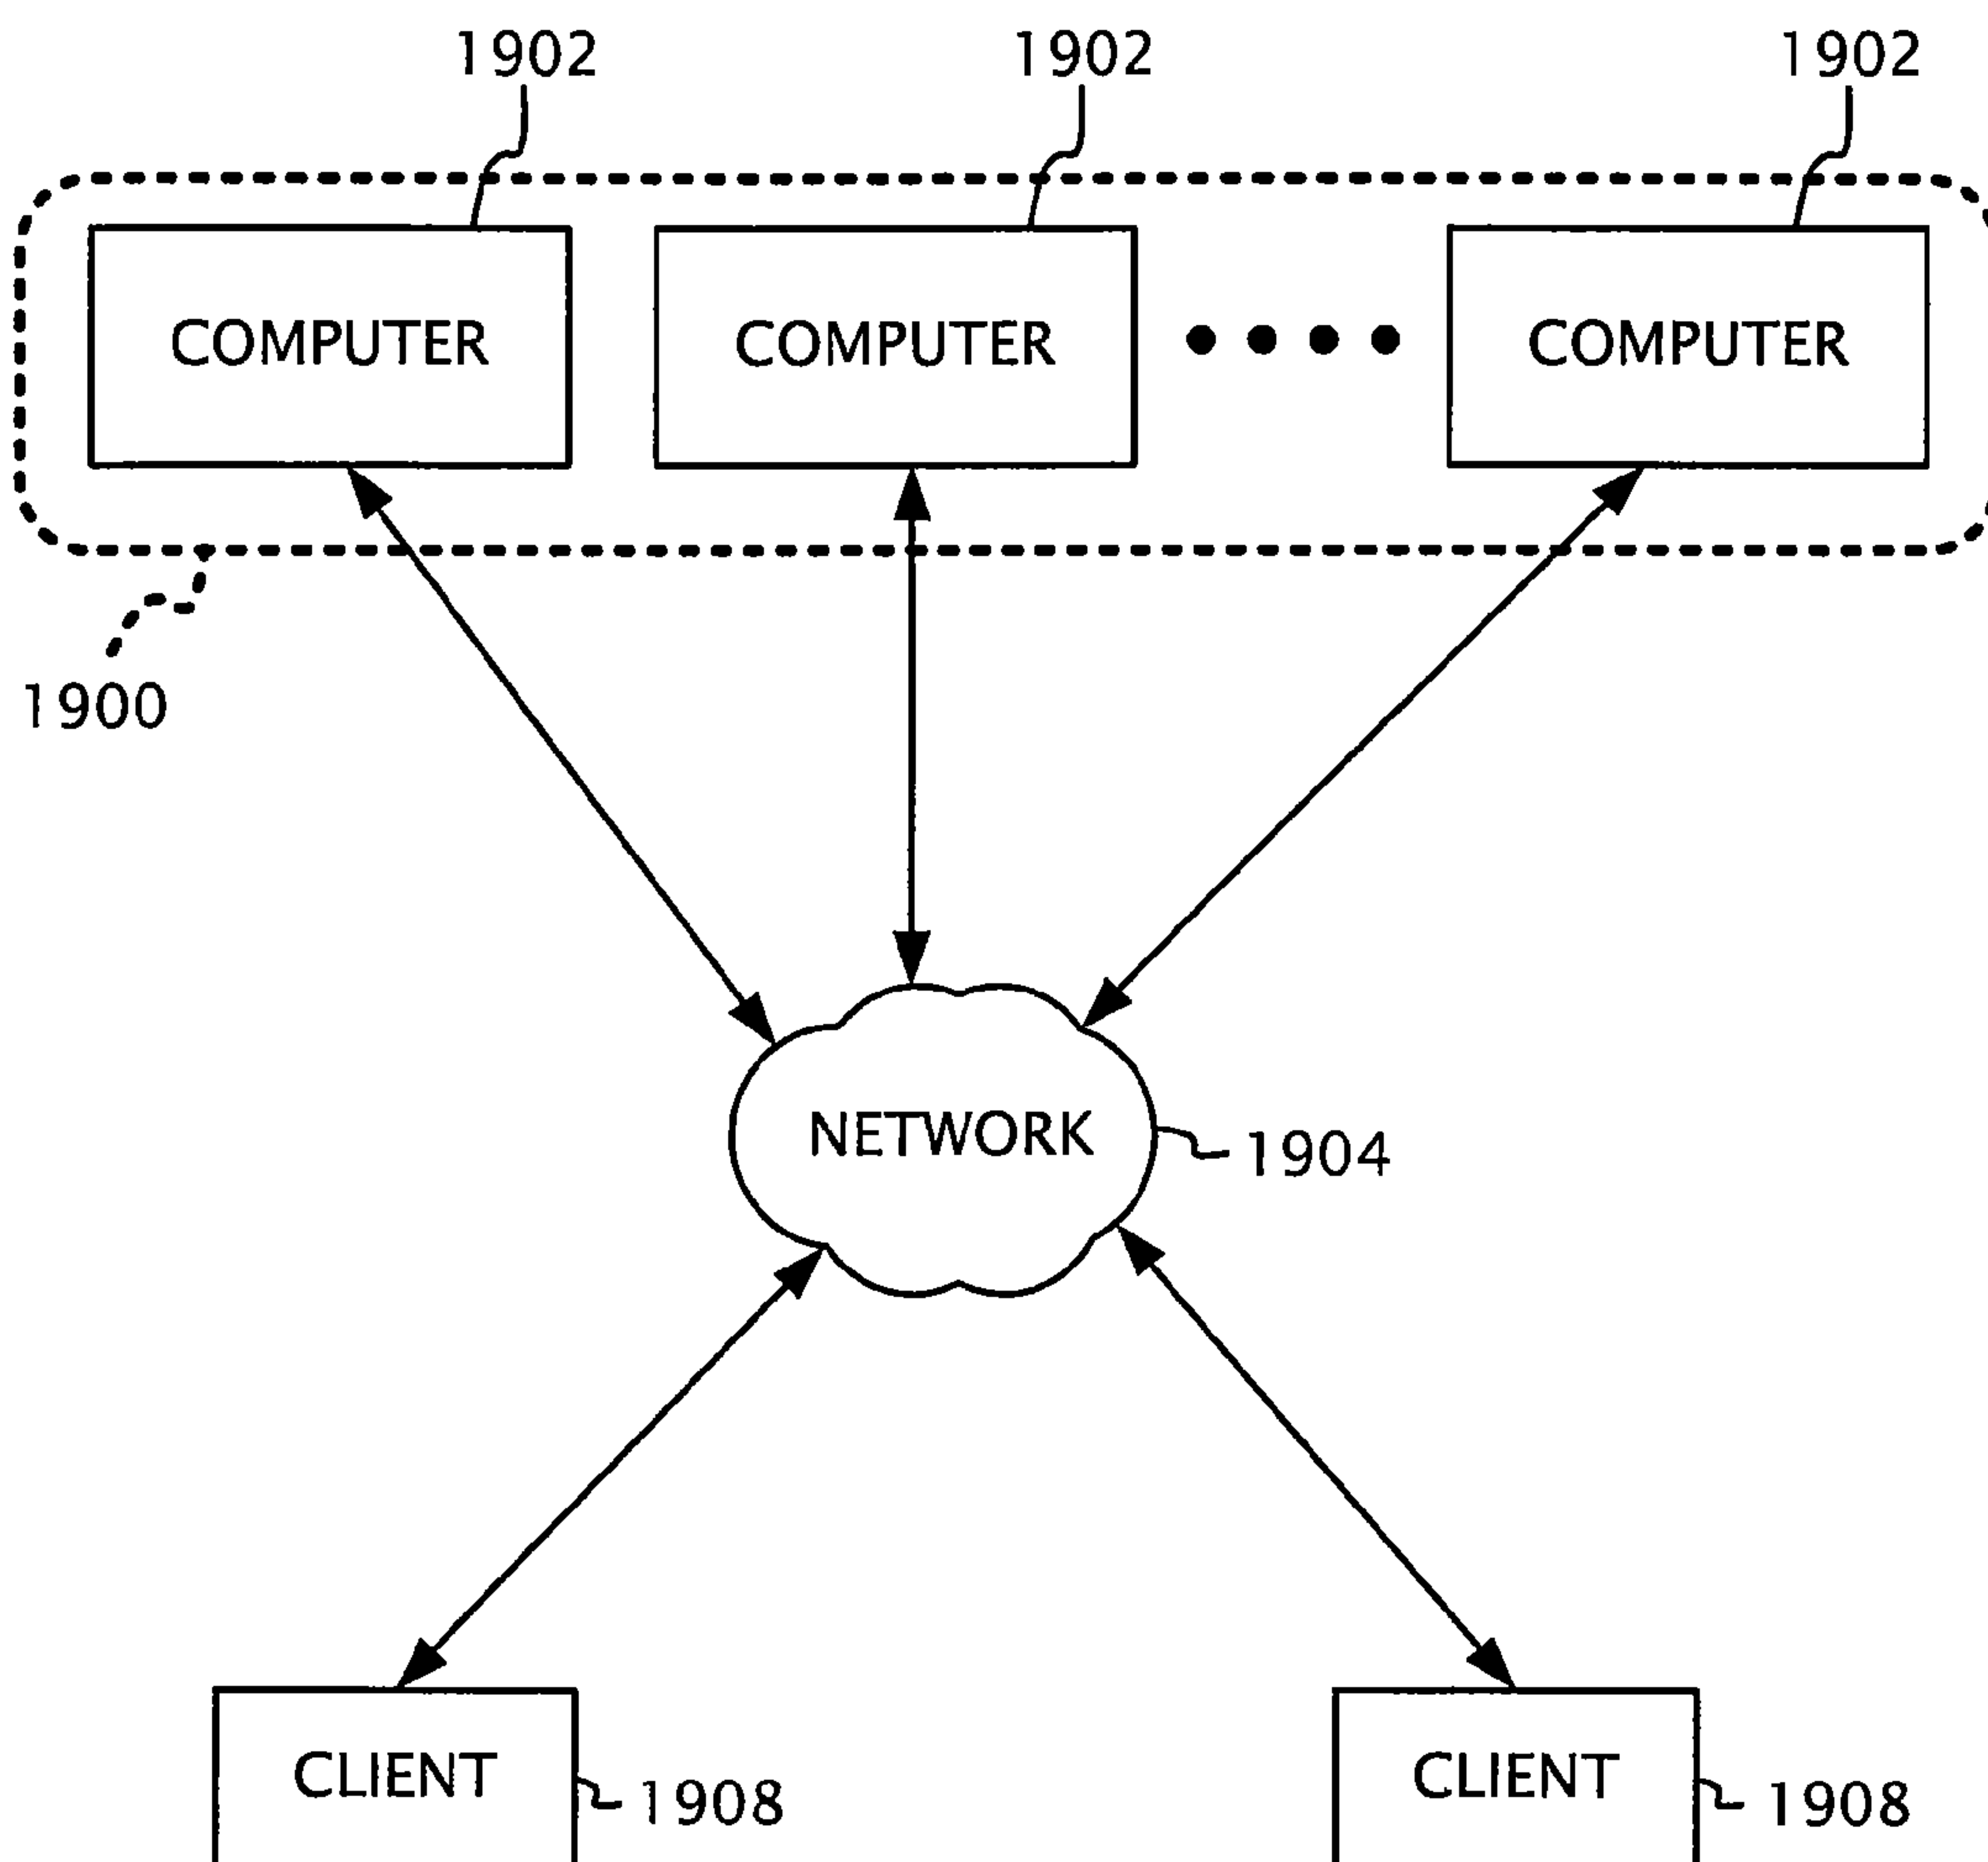 1902 1902 1902
COMPUTER COMPUTER COMPUTER
1900
NETWORK
1904
CLIENT 1908 CLIENT 1908